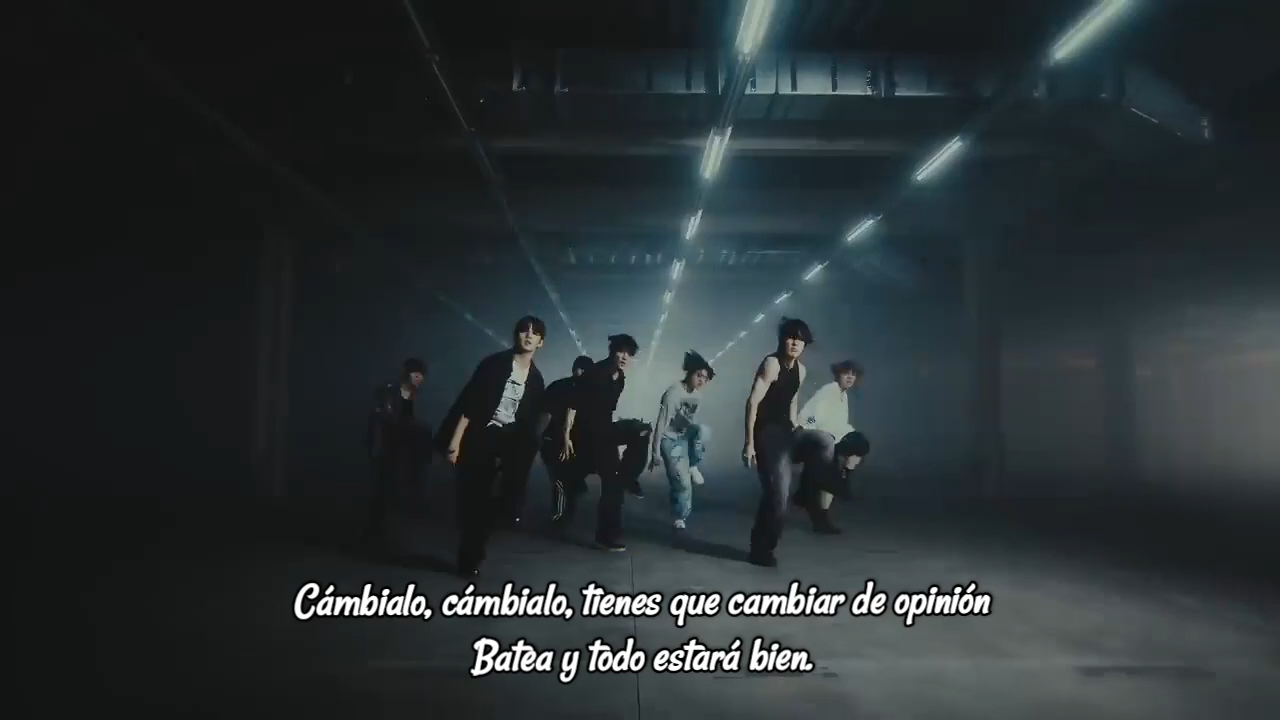 Cámbialo, cámbialo, tienes que cambiar de opinión
Batea y todo estará bien.